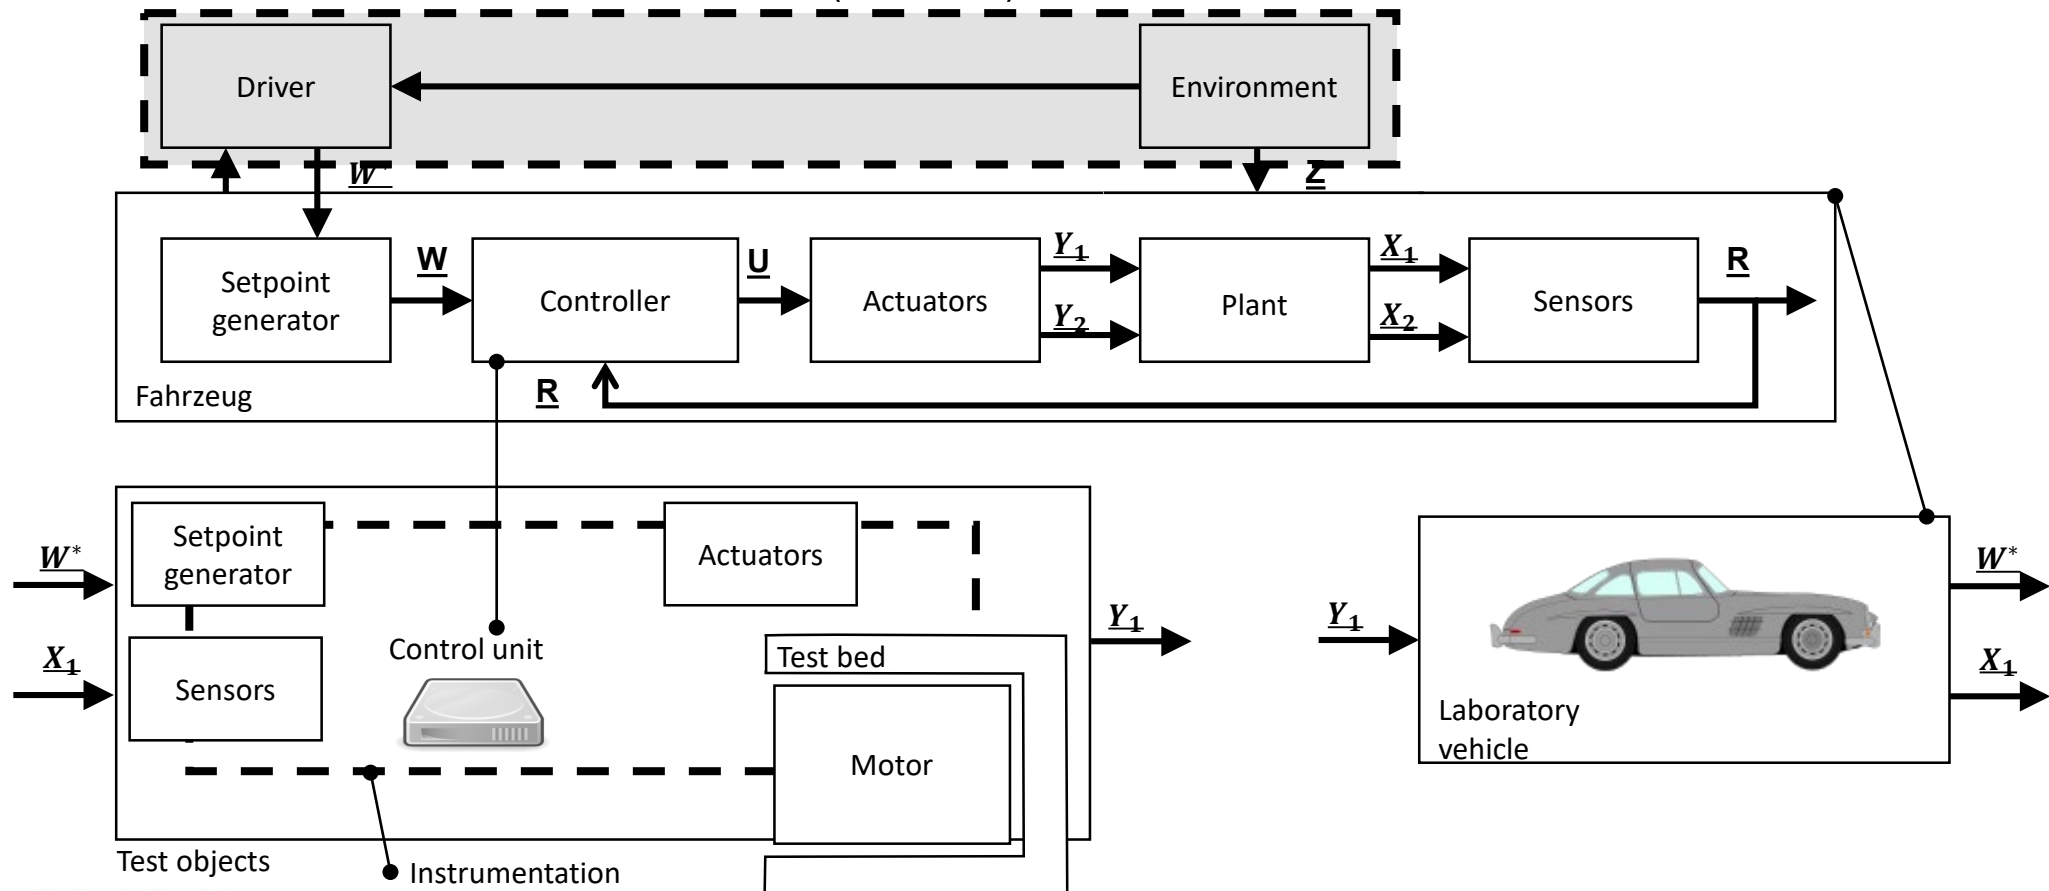 Driver
Environment
W*
Z
Setpoint
generator
W
Controller
U
Actuators
Y₁
Y₂
Plant
X₁
X₂
Sensors
R
R
Fahrzeug
Setpoint
generator
Actuators
W*
X₁
Sensors
Control unit
Test bed
Motor
Y₁
Y₁
W*
X₁
Laboratory
vehicle
Test objects
Instrumentation